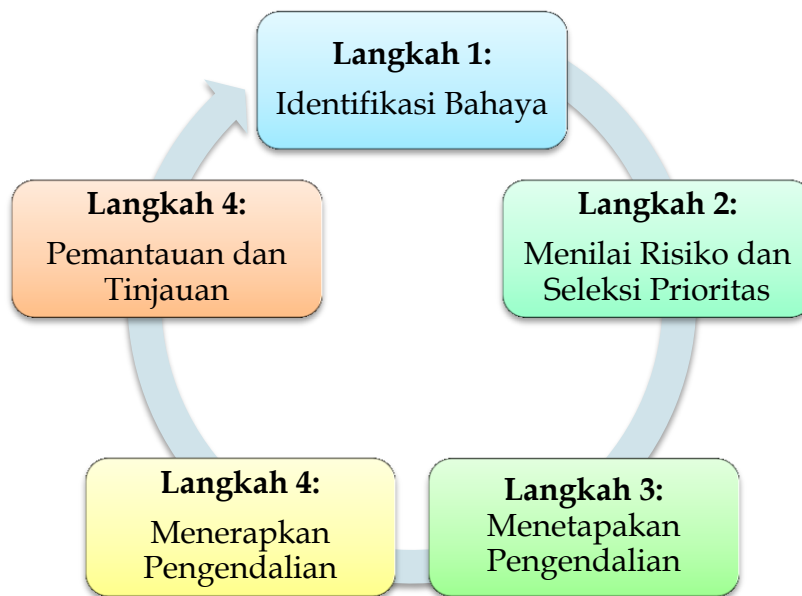 Langkah 1:
Identifikasi Bahaya
Langkah 2:
Menilai Risiko dan
Seleksi Prioritas
Langkah 3:
Menetapakan
Pengendalian
Langkah 4:
Menerapkan
Pengendalian
Langkah 4:
Pemantauan dan
Tinjauan